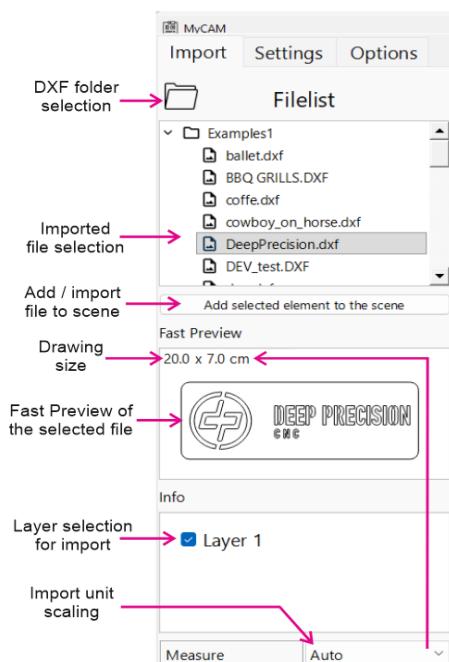 MyCAM
Import Settings Options
DXF folder
selection
Filelist
Examples1
ballet.dxf
BBQ GRILLS.DXF
coffe.dxf
cowboy_on_horse.dxf
Imported
file selection
DeepPrecision.dxf
DEV_test.DXF
Add / import
file to scene
Add selected element to the scene
Fast Preview
Drawing
size
20.0 x 7.0 cm
Fast Preview of
the selected file
DEEP PRECISION
CNC
Info
Layer selection
for import
Layer 1
Import unit
scaling
Measure
Auto